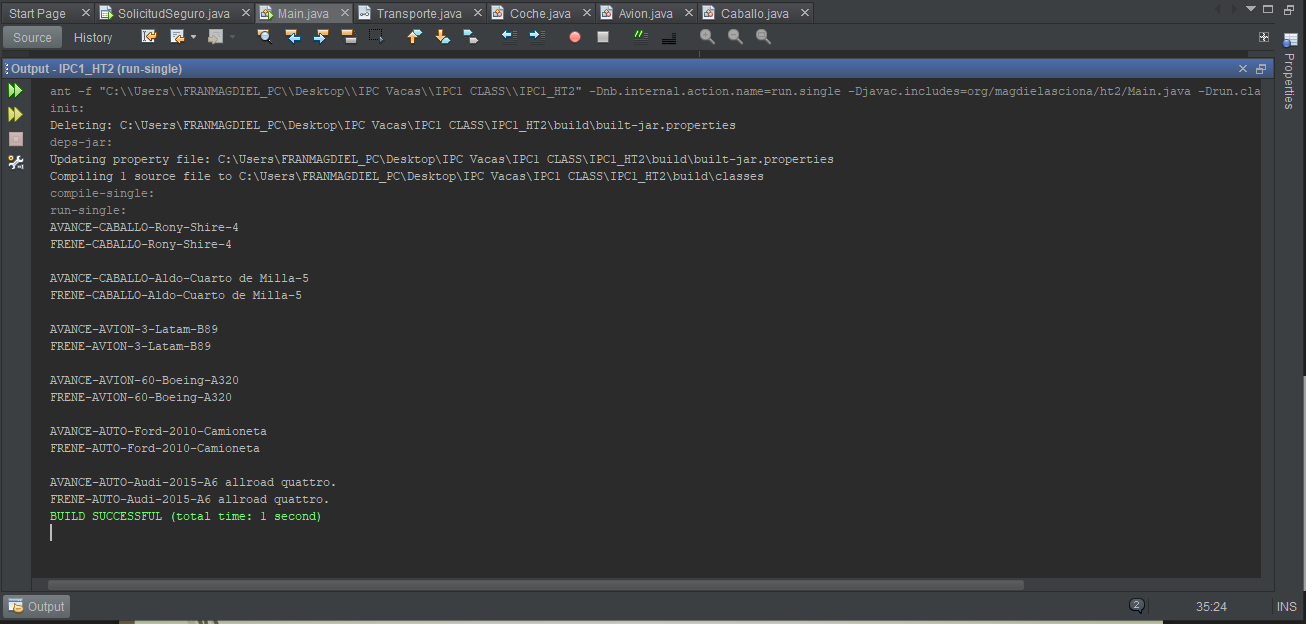 Start Page
SolicitudSeguro.java
Main.java
Transporte.java
Coche.java
Avion.java
Caballo.java
Source
History
Output - IPC1_HT2 (run-single)
Properties
ant -f "C:\\Users\\FRANMAGDIEL_PC\\Desktop\\IPC Vacas\\IPC1 CLASS\\IPC1_HT2" -Dnb.internal.action.name=run.single -Djavac.includes=org/magdielasciona/ht2/Main.java -Drun.cla
init:
Deleting: C:\Users\FRANMAGDIEL_PC\Desktop\IPC Vacas\IPC1 CLASS\IPC1_HT2\build\built-jar.properties
deps-jar:
Updating property file: C:\Users\FRANMAGDIEL_PC\Desktop\IPC Vacas\IPC1 CLASS\IPC1_HT2\build\built-jar.properties
Compiling 1 source file to C:\Users\FRANMAGDIEL_PC\Desktop\IPC Vacas\IPC1 CLASS\IPC1_HT2\build\classes
compile-single:
run-single:
AVANCE-CABALLO-Rony-Shire-4
FRENE-CABALLO-Rony-Shire-4
AVANCE-CABALLO-Aldo-Cuarto de Milla-5
FRENE-CABALLO-Aldo-Cuarto de Milla-5
AVANCE-AVION-3-Latam-B89
FRENE-AVION-3-Latam-B89
AVANCE-AVION-60-Boeing-A320
FRENE-AVION-60-Boeing-A320
AVANCE-AUTO-Ford-2010-Camioneta
FRENE-AUTO-Ford-2010-Camioneta
AVANCE-AUTO-Audi-2015-A6 allroad quattro.
FRENE-AUTO-Audi-2015-A6 allroad quattro.
BUILD SUCCESSFUL (total time: 1 second)
Output
2
35:24
INS